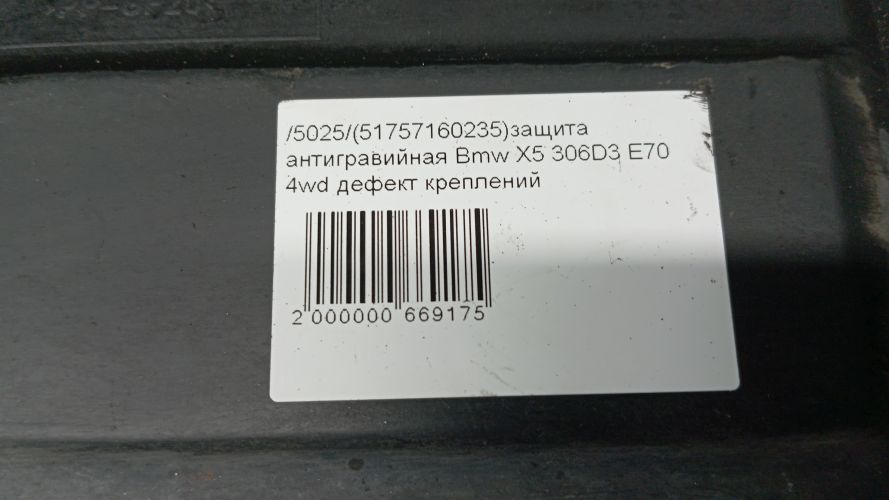 /5025/(51757160235)защита
антигравийная Bmw X5 306D3 E70
4wd дефект креплений
2 000000 669175